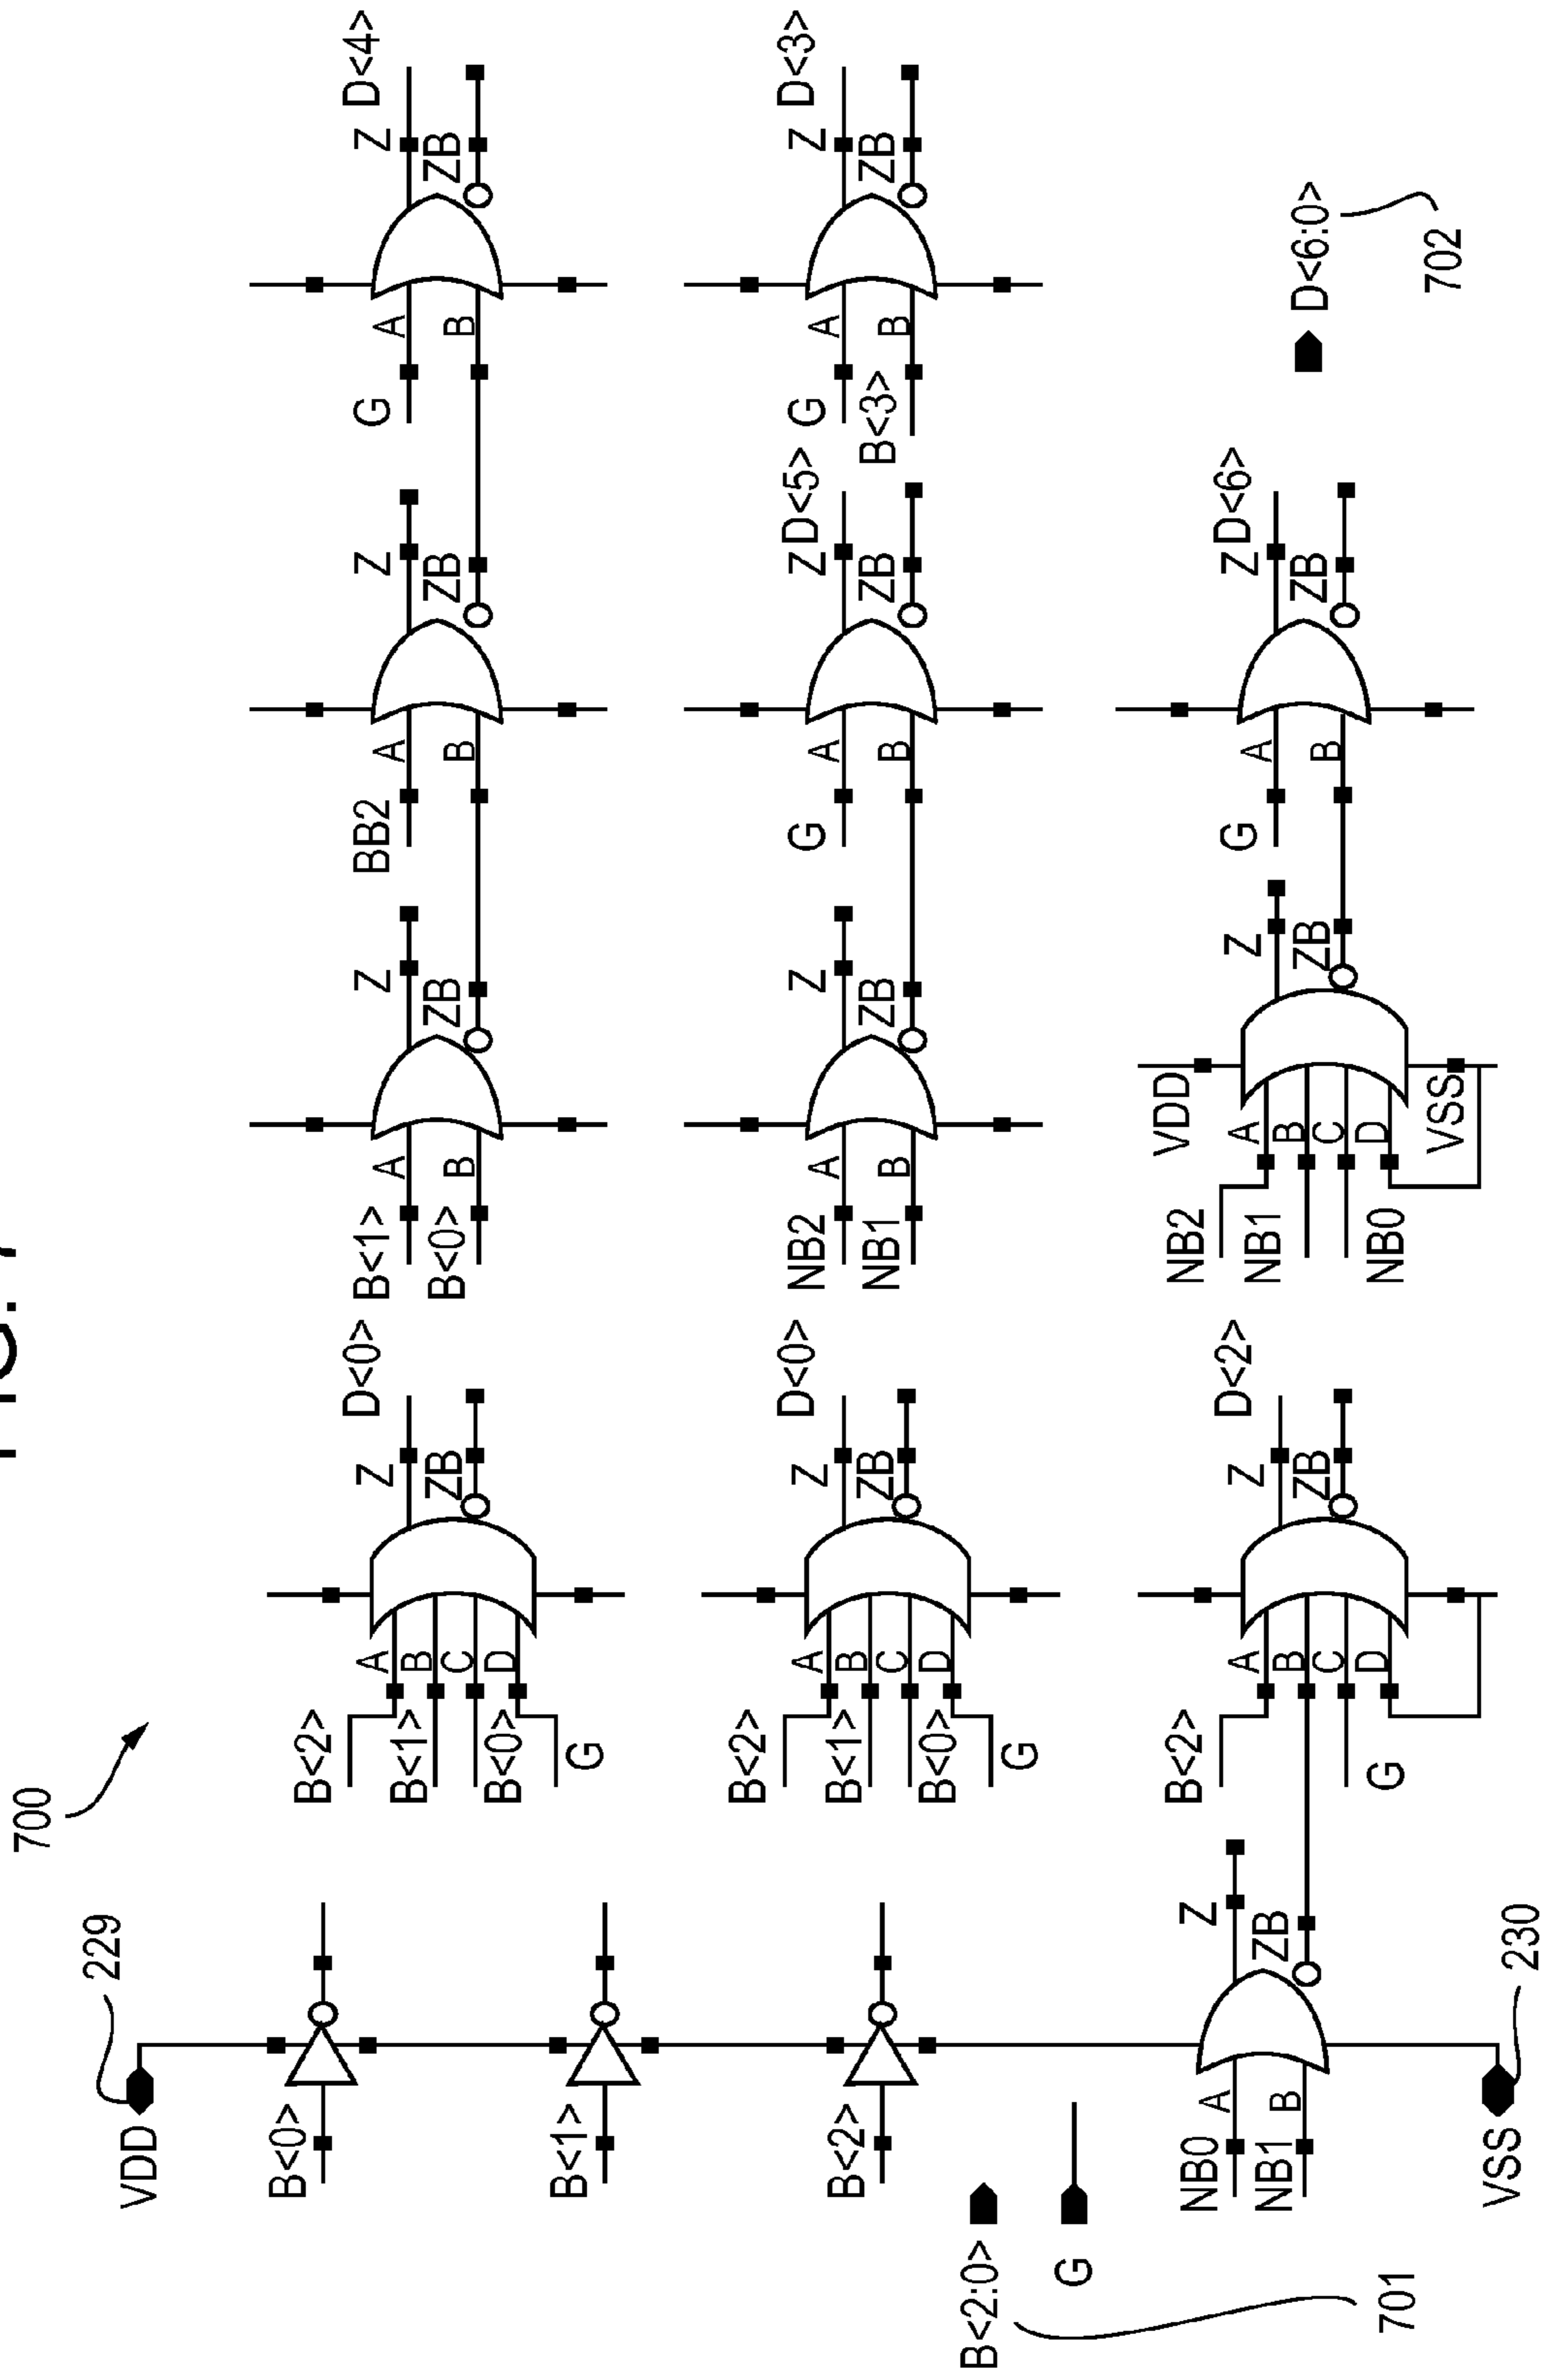 700
229
VDD
B<0>
B<1>
B<2>
B<2:0>
701
G
NB0
NB1
A
B
Z
ZB
VSS
230
B<2>
B<1>
B<0>
G
A
B
C
D
Z
ZB
D<0>
B<1>
B<0>
A
B
Z
ZB
BB2
A
B
Z
ZB
G
A
B
Z
ZB
D<4>
B<2>
B<1>
B<0>
G
A
B
C
D
Z
ZB
D<0>
NB2
NB1
A
B
Z
ZB
G
A
B
Z
ZB
D<5>
G
B<3>
A
B
Z
ZB
D<3>
B<2>
G
A
B
C
D
Z
ZB
D<2>
NB2
NB1
NB0
VDD
A
B
C
D
VSS
Z
ZB
G
A
B
Z
ZB
D<6>
D<6:0>
702